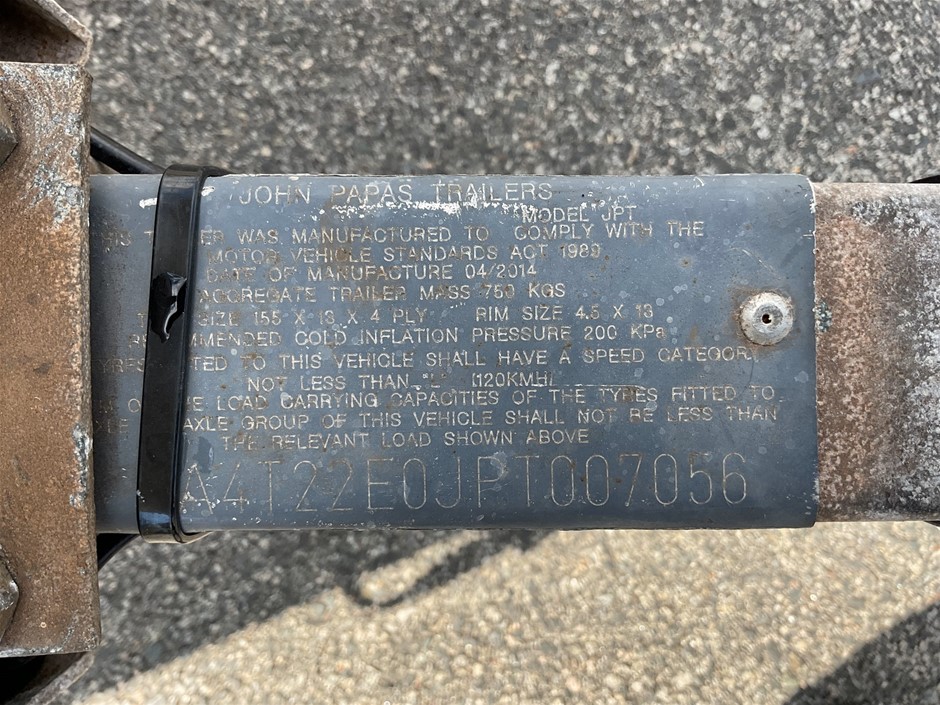 JOHN PAPAS TRAILERS
MODEL JPT
WAS MANUFACTURED TO COMPLY WITH THE
MOTOR VEHICLE STANDARDS ACT 1989
DATE OF MANUFACTURE 04/2014
AGGREGATE TRAILER MASS 750 KGS
SIZE 155 X 13 X 4 PLY RIM SIZE 4.5 X 13
COLD INFLATION PRESSURE 200 KPa
TO THIS VEHICLE SHALL HAVE A SPEED CATEGORY
NOT LESS THAN "L" (120KMH)
LOAD CARRYING CAPACITIES OF THE TYRES FITTED TO
AXLE GROUP OF THIS VEHICLE SHALL NOT BE LESS THAN
THE RELEVANT LOAD SHOWN ABOVE
A4T22E0JPT007056